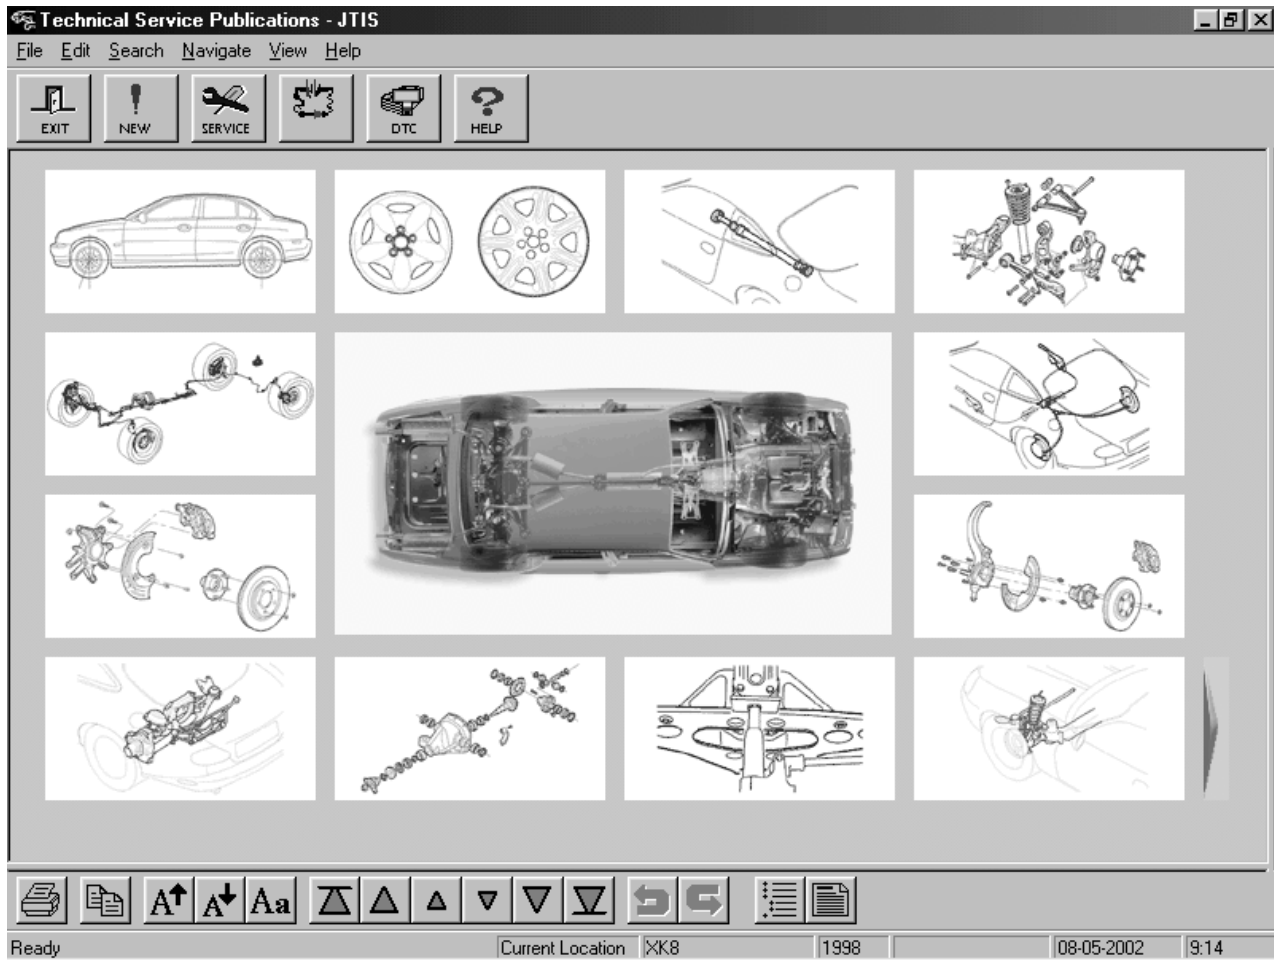 Technical Service Publications - JTIS
File Edit Search Navigate View Help
EXIT NEW SERVICE DTC HELP
A A Aa
Ready Current Location XK8 1998 08-05-2002 9:14